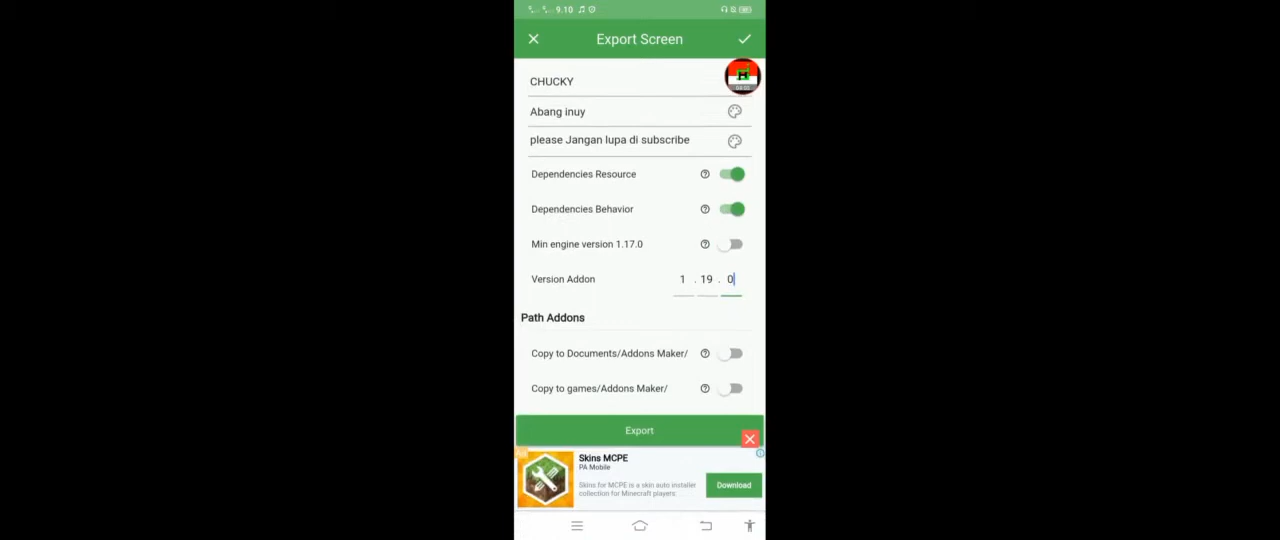 9.10
Export Screen
CHUCKY
Abang inuy
please Jangan lupa di subscribe
Dependencies Resource
Dependencies Behavior
Min engine version 1.17.0
Version Addon 1 . 19 . 0
Path Addons
Copy to Documents/Addons Maker/
Copy to games/Addons Maker/
Export
Skins MCPE
PA Mobile
Skins for MCPE is a skin auto installer
collection for Minecraft players
Download